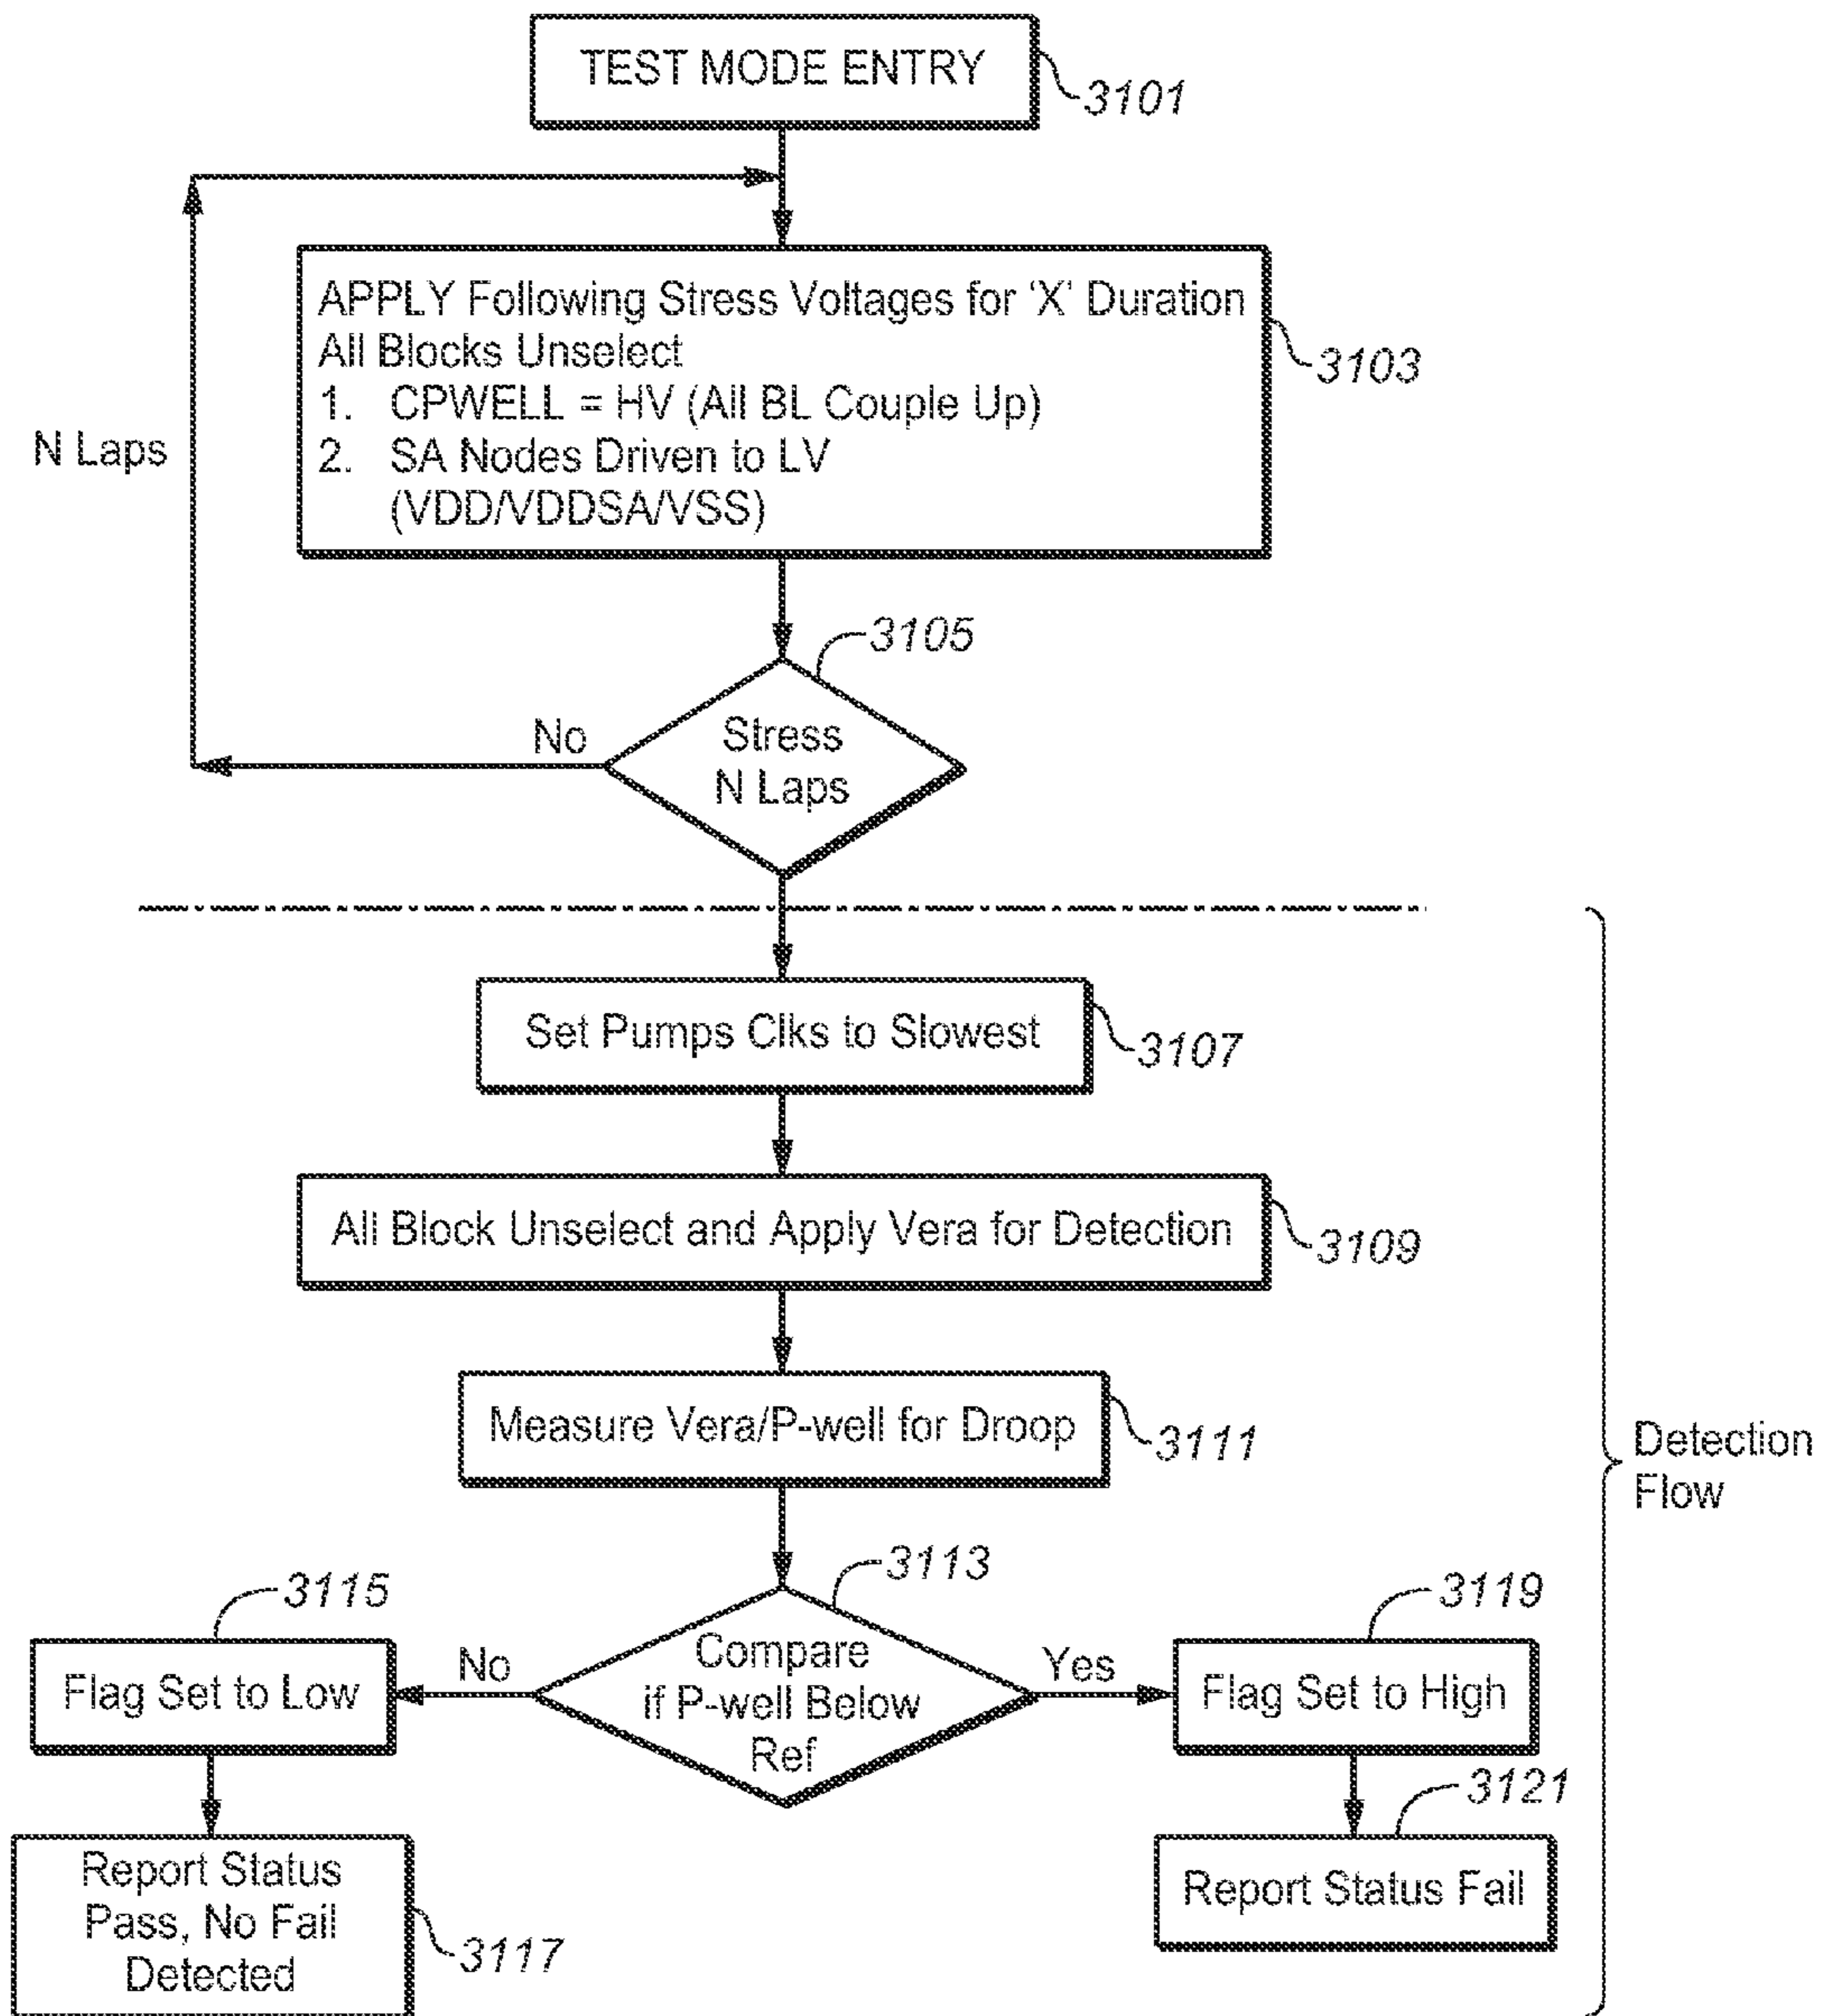 TEST MODE ENTRY
3101
APPLY Following Stress Voltages for ‘X’ Duration
All Blocks Unselect
1. CPWELL = HV (All BL Couple Up)
2. SA Nodes Driven to LV
(VDD/VDDSA/VSS)
3103
N Laps
3105
No
Stress
N Laps
Set Pumps Clks to Slowest
3107
All Block Unselect and Apply Vera for Detection
3109
Measure Vera/P-well for Droop
3111
Detection
Flow
3113
3115
3119
Compare
if P-well Below
Ref
No
Yes
Flag Set to Low
Flag Set to High
3121
Report Status
Pass, No Fail
Detected
3117
Report Status Fail